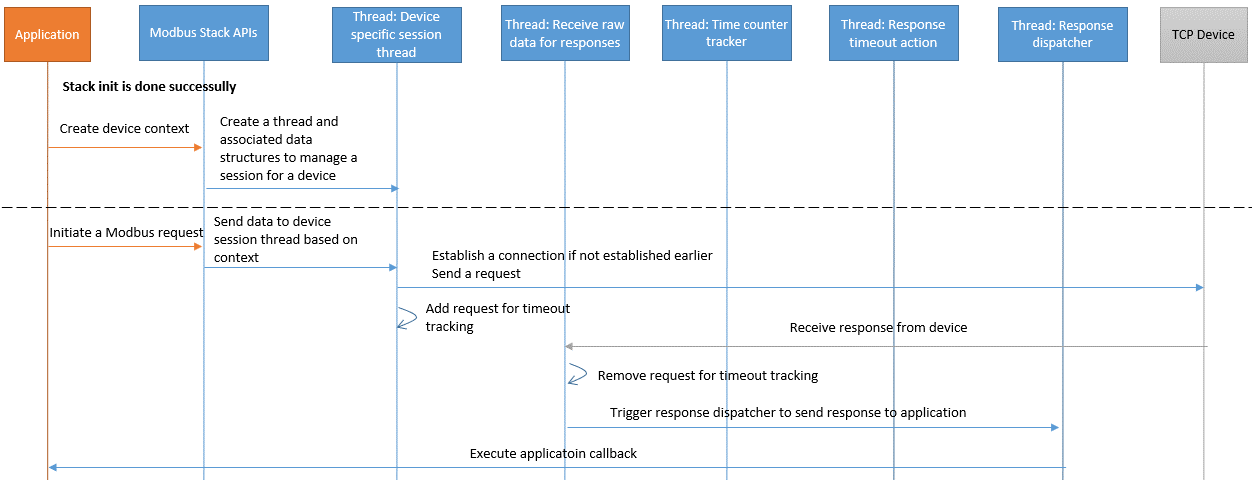 Application
Modbus Stack APIs
Thread: Device
specific session
thread
Thread: Receive raw
data for responses
Thread: Time counter
tracker
Thread: Response
timeout action
Thread: Response
dispatcher
TCP Device
Stack init is done successully
Create device context
Create a thread and
associated data
structures to manage a
session for a device
Initiate a Modbus request
Send data to device
session thread based on
context
Establish a connection if not established earlier
Send a request
Add request for timeout
tracking
Receive response from device
Remove request for timeout tracking
Trigger response dispatcher to send response to application
Execute applicatoin callback